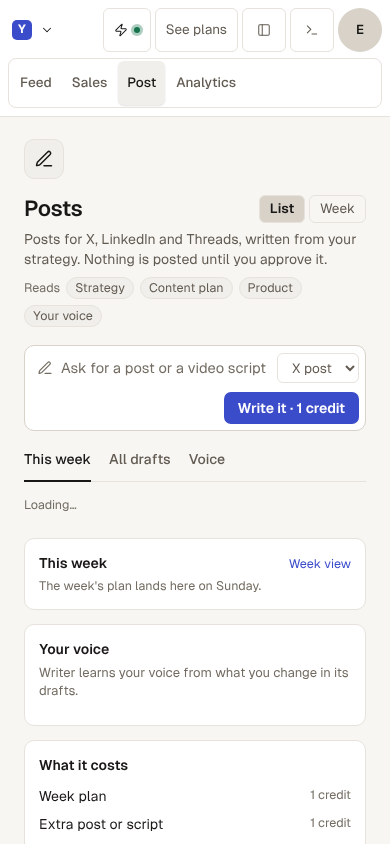 Y
See plans
E
Feed Sales Post Analytics
Posts
List Week
Posts for X, LinkedIn and Threads, written from your
strategy. Nothing is posted until you approve it.
Reads Strategy Content plan Product
Your voice
Ask for a post or a video script X post
Write it · 1 credit
This week All drafts Voice
Loading…
This week Week view
The week's plan lands here on Sunday.
Your voice
Writer learns your voice from what you change in its
drafts.
What it costs
Week plan 1 credit
Extra post or script 1 credit